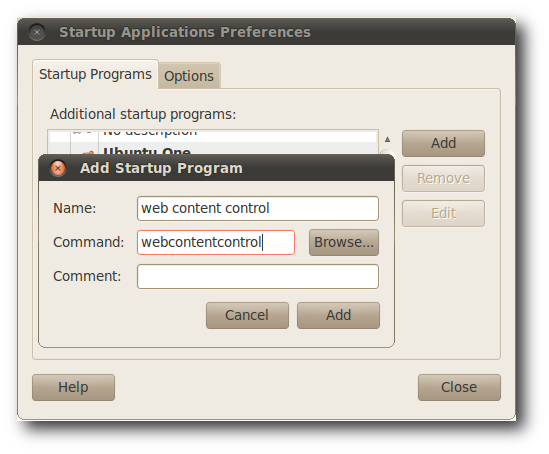 Startup Applications Preferences
Startup Programs Options
Additional startup programs:
No description
Ubuntu One
Add
Remove
Edit
Add Startup Program
Name: web content control
Command: webcontentcontrol Browse...
Comment:
Cancel Add
Help Close